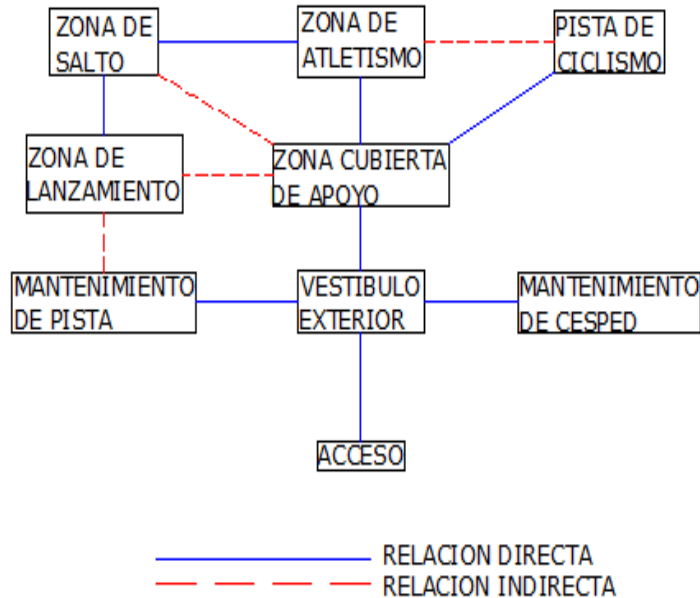 ZONA DE
SALTO
ZONA DE
ATLETISMO
PISTA DE
CICLISMO
ZONA DE
LANZAMIENTO
ZONA CUBIERTA
DE APOYO
MANTENIMIENTO
DE PISTA
VESTIBULO
EXTERIOR
MANTENIMIENTO
DE CESPED
ACCESO
RELACION DIRECTA
RELACION INDIRECTA